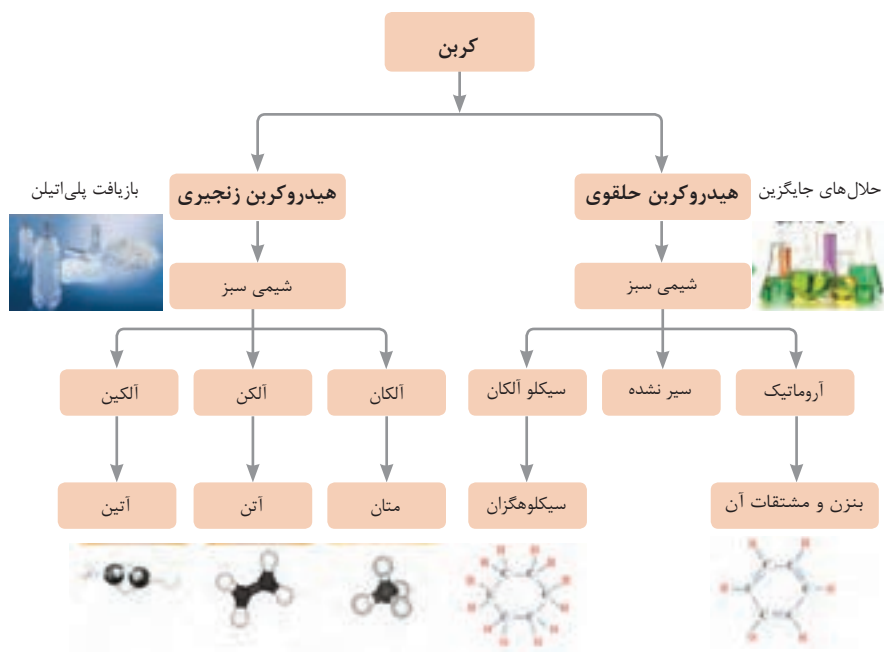 کربن
حلال‌های جایگزین
هیدروکربن حلقوی
هیدروکربن زنجیری
بازیافت پلی‌اتیلن
شیمی سبز
شیمی سبز
آروماتیک
سیر نشده
سیکلو آلکان
آلکان
آلکن
آلکین
بنزن و مشتقات آن
سیکلوهگزان
متان
آتن
آتین